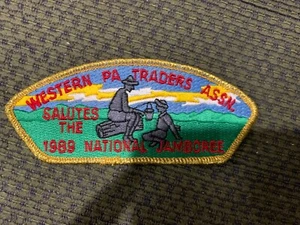 WESTERN PA TRADERS ASSN.
SALUTES
THE
1989 NATIONAL JAMBOREE